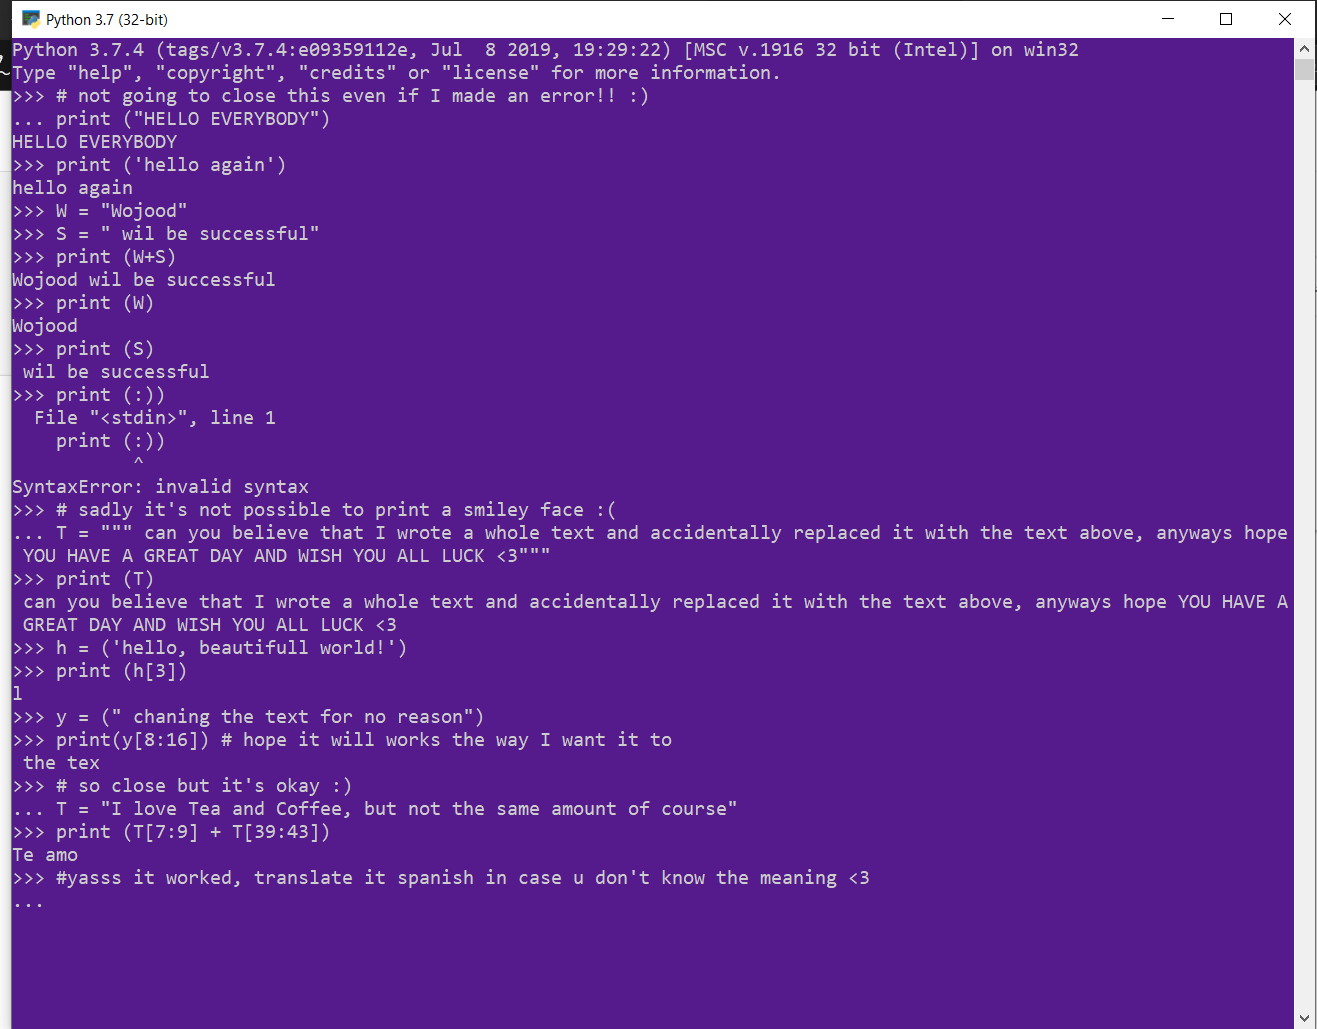 Python 3.7 (32-bit)
Python 3.7.4 (tags/v3.7.4:e09359112e, Jul  8 2019, 19:29:22) [MSC v.1916 32 bit (Intel)] on win32
Type "help", "copyright", "credits" or "license" for more information.
>>> # not going to close this even if I made an error!! :)
... print ("HELLO EVERYBODY")
HELLO EVERYBODY
>>> print ('hello again')
hello again
>>> W = "Wojood"
>>> S = " wil be successful"
>>> print (W+S)
Wojood wil be successful
>>> print (W)
Wojood
>>> print (S)
 wil be successful
>>> print (:))
  File "<stdin>", line 1
    print (:))
           ^
SyntaxError: invalid syntax
>>> # sadly it's not possible to print a smiley face :(
... T = """ can you believe that I wrote a whole text and accidentally replaced it with the text above, anyways hope
 YOU HAVE A GREAT DAY AND WISH YOU ALL LUCK <3"""
>>> print (T)
 can you believe that I wrote a whole text and accidentally replaced it with the text above, anyways hope YOU HAVE A
 GREAT DAY AND WISH YOU ALL LUCK <3
>>> h = ('hello, beautifull world!')
>>> print (h[3])
l
>>> y = (" chaning the text for no reason")
>>> print(y[8:16]) # hope it will works the way I want it to
 the tex
>>> # so close but it's okay :)
... T = "I love Tea and Coffee, but not the same amount of course"
>>> print (T[7:9] + T[39:43])
Te amo
>>> #yasss it worked, translate it spanish in case u don't know the meaning <3
...